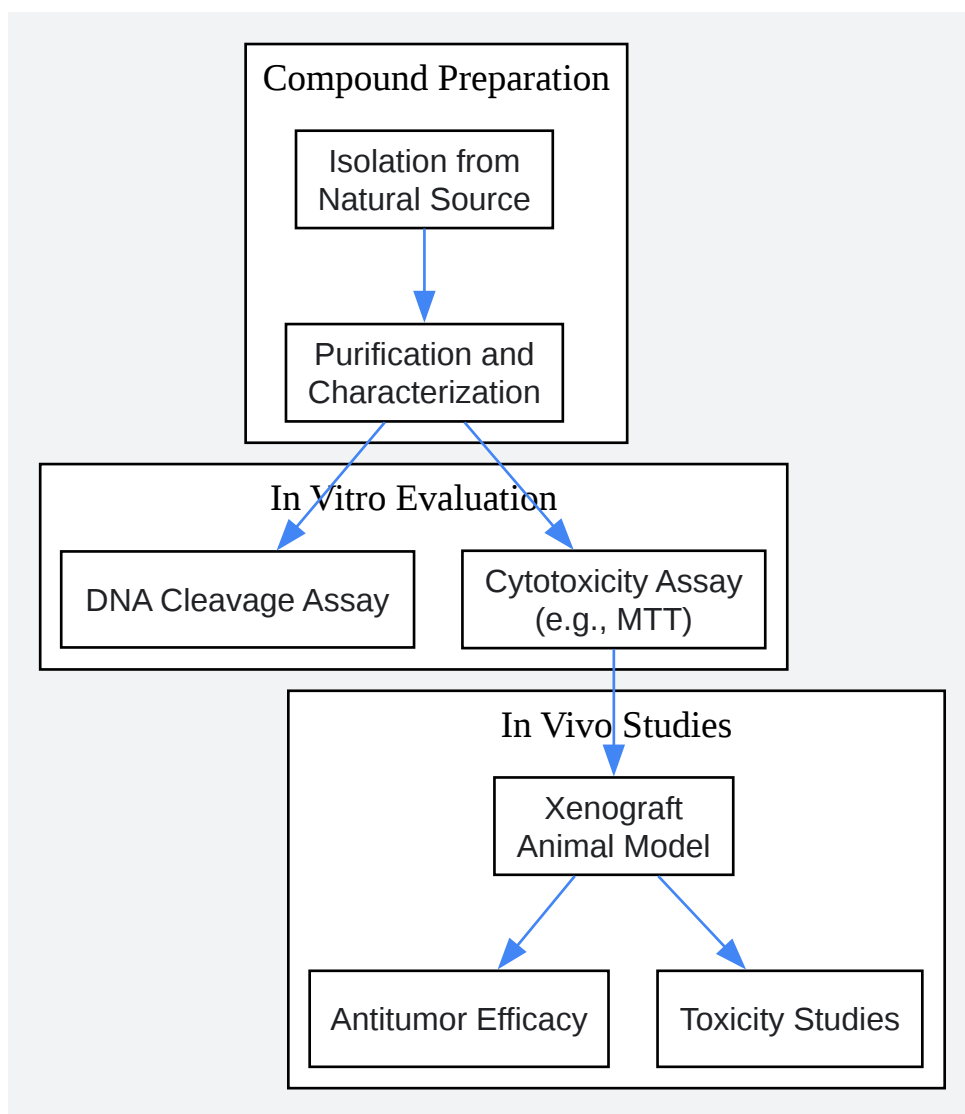 Compound Preparation
Isolation from
Natural Source
Purification and
Characterization
In Vitro Evaluation
DNA Cleavage Assay
Cytotoxicity Assay
(e.g., MTT)
In Vivo Studies
Xenograft
Animal Model
Antitumor Efficacy
Toxicity Studies